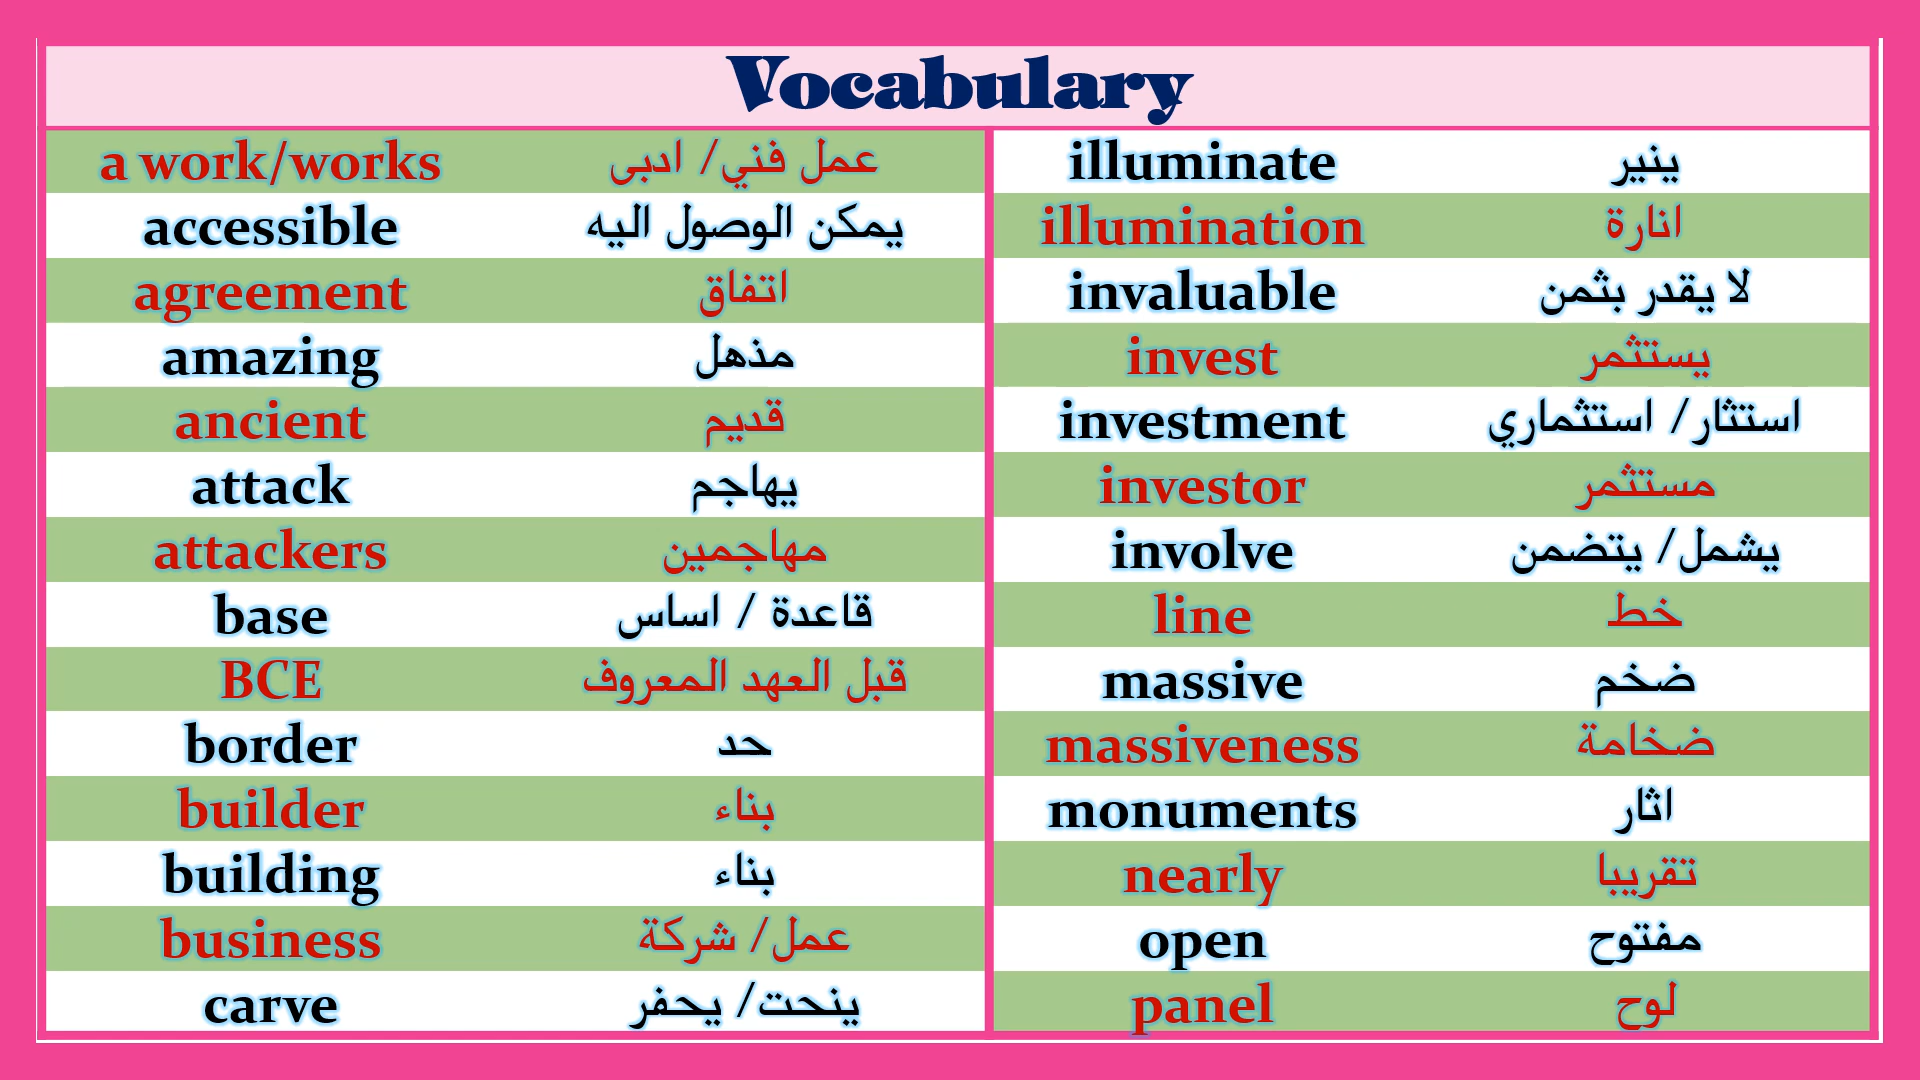 Vocabulary
a work/works عمل فني/ ادبى
accessible يمكن الوصول اليه
agreement اتفاق
amazing مذهل
ancient قديم
attack يهاجم
attackers مهاجمين
base قاعدة / اساس
BCE قبل العهد المعروف
border حد
builder بناء
building بناء
business عمل/ شركة
carve ينحت/ يحفر
illuminate ينير
illumination انارة
invaluable لا يقدر بثمن
invest يستثمر
investment استثار/ استثماري
investor مستثمر
involve يشمل/ يتضمن
line خط
massive ضخم
massiveness ضخامة
monuments اثار
nearly تقريبا
open مفتوح
panel لوح